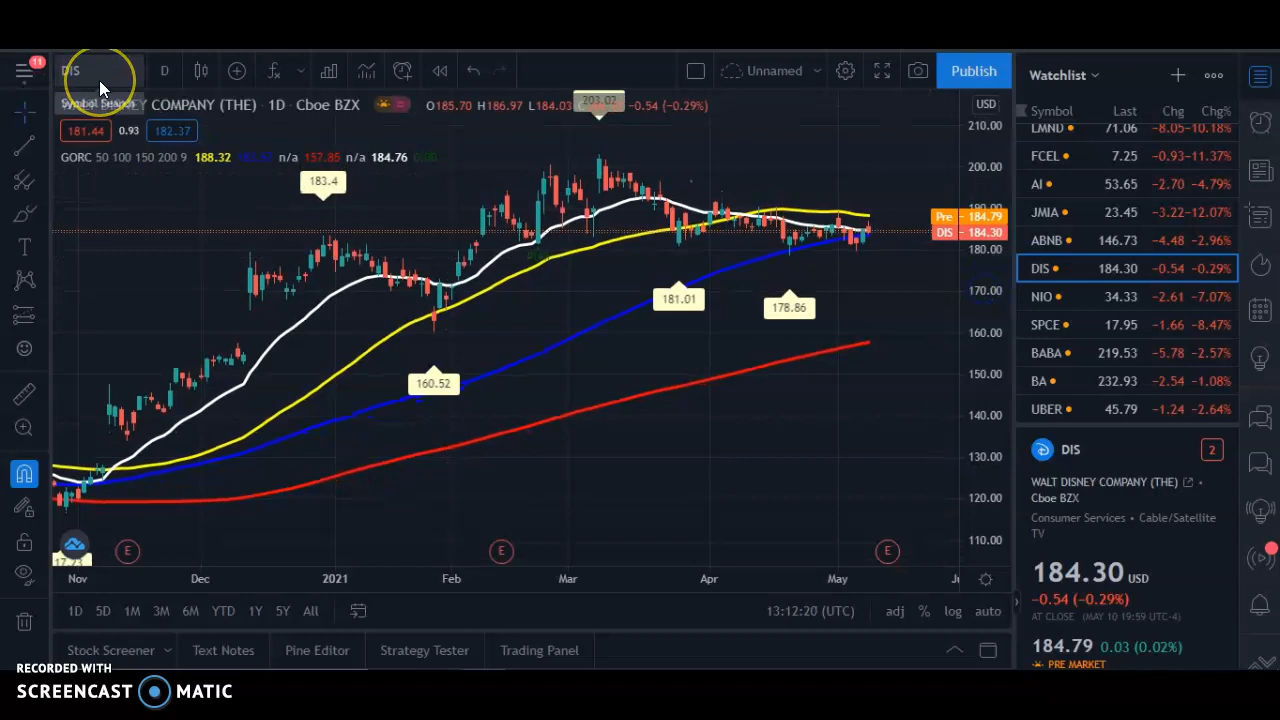 11
DIS
D
Unnamed
Publish
Watchlist
Symbol Search
COMPANY (THE) · 1D · Cboe BZX
O185.70 H186.97 L184.03
-0.54 (-0.29%)
203.02
USD
181.44 0.93 182.37
GORC 50 100 150 200 9 188.32 n/a 157.85 n/a 184.76 0.00
210.00
200.00
190.00
180.00
170.00
160.00
150.00
140.00
130.00
120.00
110.00
Pre 184.79
DIS 184.30
183.4
181.01
178.86
160.52
17.23
E
E
E
Nov Dec 2021 Feb Mar Apr May
1D 5D 1M 3M 6M YTD 1Y 5Y All
13:12:20 (UTC) adj % log auto
Stock Screener Text Notes Pine Editor Strategy Tester Trading Panel
Symbol Last Chg Chg%
LMND 71.06 -8.05 -10.18%
FCEL 7.25 -0.93 -11.37%
AI 53.65 -2.70 -4.79%
JMIA 23.45 -3.22 -12.07%
ABNB 146.73 -4.48 -2.96%
DIS 184.30 -0.54 -0.29%
NIO 34.33 -2.61 -7.07%
SPCE 17.95 -1.66 -8.47%
BABA 219.53 -5.78 -2.57%
BA 232.93 -2.54 -1.08%
UBER 45.79 -1.24 -2.64%
DIS
2
WALT DISNEY COMPANY (THE) •
Cboe BZX
Consumer Services • Cable/Satellite
TV
184.30 USD
-0.54 (-0.29%)
AT CLOSE (MAY 10 19:59 UTC-4)
184.79 0.03 (0.02%)
PRE MARKET
RECORDED WITH
SCREENCAST MATIC